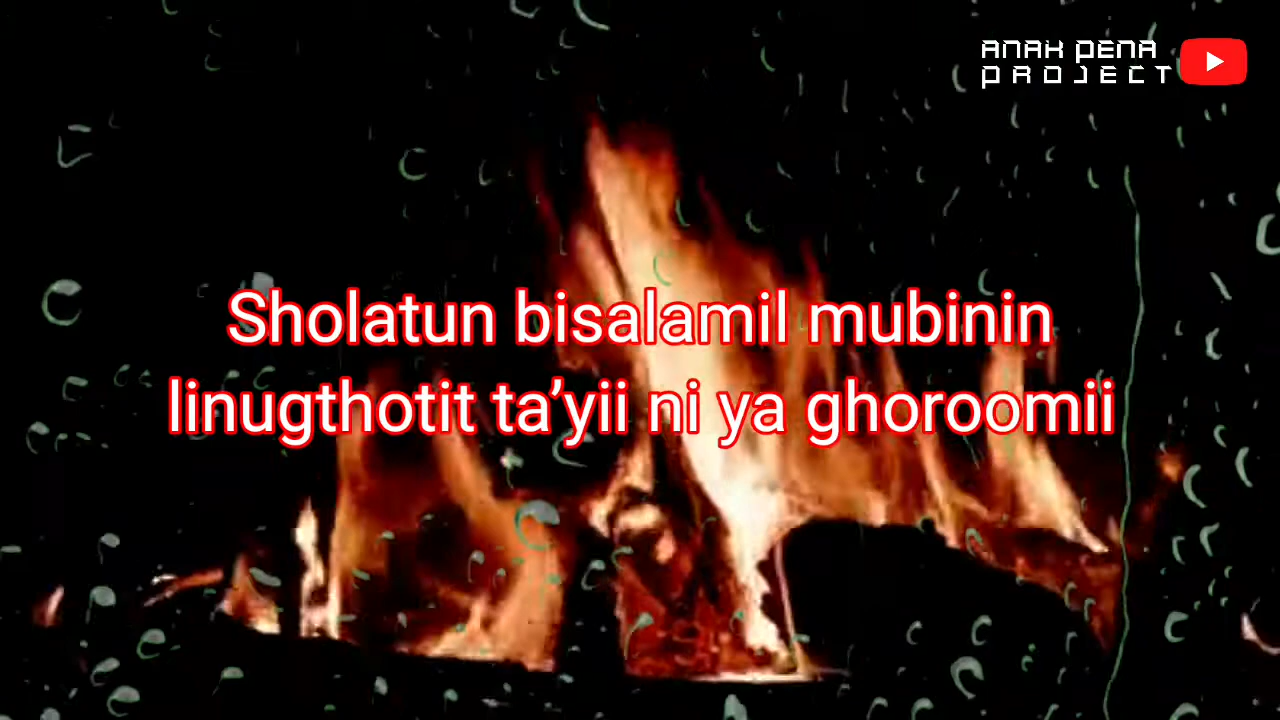 ANAK PENA
PROJECT
Sholatun bisalamil mubinin
linugthotit ta’yii ni ya ghoroomii